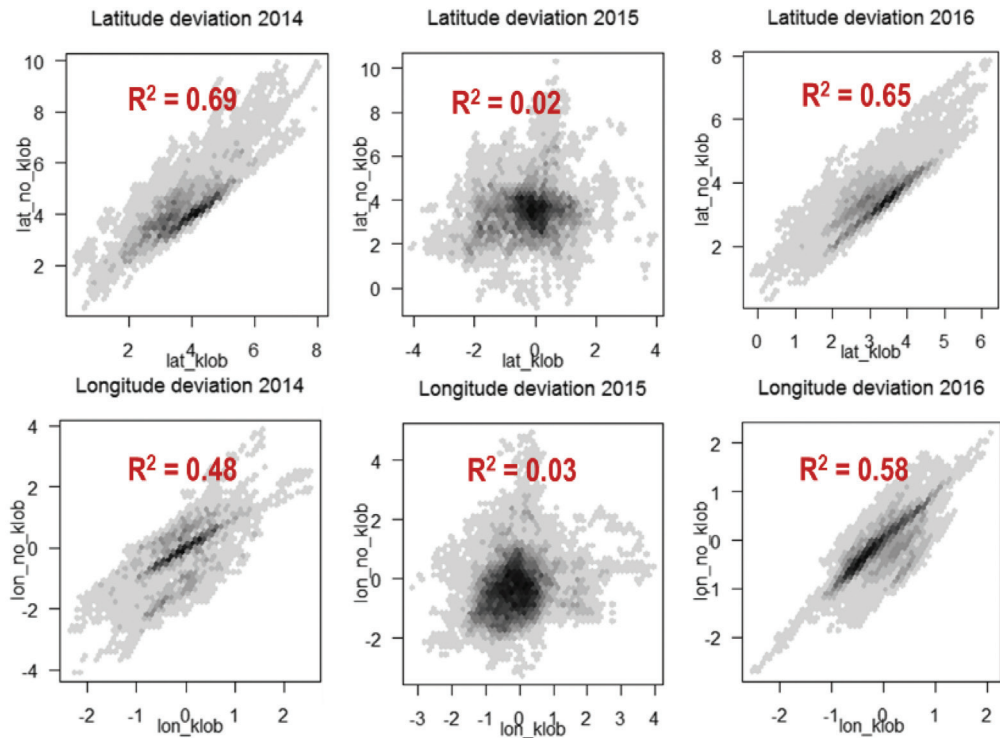 Latitude deviation 2014
R² = 0.69
lat_no_klob
10
8
6
4
2
2 4 6 8
lat_klob
Latitude deviation 2015
R² = 0.02
lat_no_klob
10
8
6
4
2
0
-4 -2 0 2 4
lat_klob
Latitude deviation 2016
R² = 0.65
lat_no_klob
8
6
4
2
0 1 2 3 4 5 6
lat_klob
Longitude deviation 2014
R² = 0.48
lon_no_klob
4
2
0
-2
-4
-2 -1 0 1 2
lon_klob
Longitude deviation 2015
R² = 0.03
lon_no_klob
4
2
0
-2
-3 -2 -1 0 1 2 3 4
lon_klob
Longitude deviation 2016
R² = 0.58
lon_no_klob
2
1
0
-1
-2
-2 -1 0 1 2
lon_klob